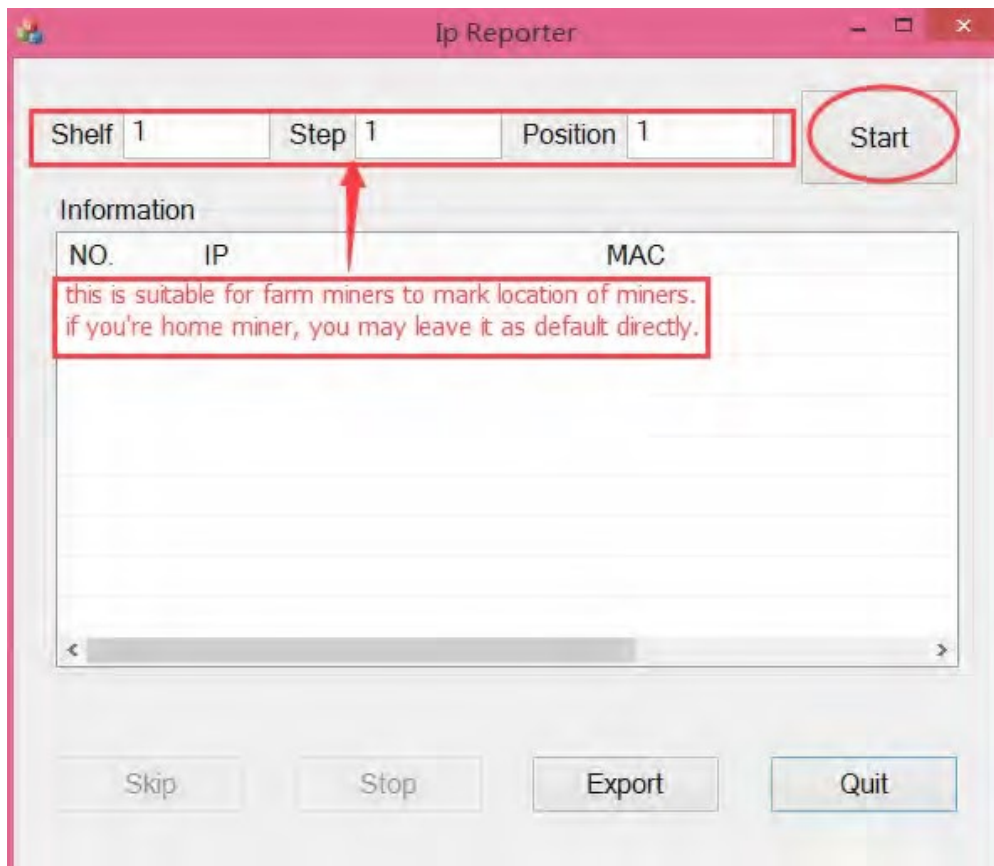 Ip Reporter
Shelf 1 Step 1 Position 1 Start
Information
NO. IP MAC
this is suitable for farm miners to mark location of miners.
if you're home miner, you may leave it as default directly.
Skip Stop Export Quit